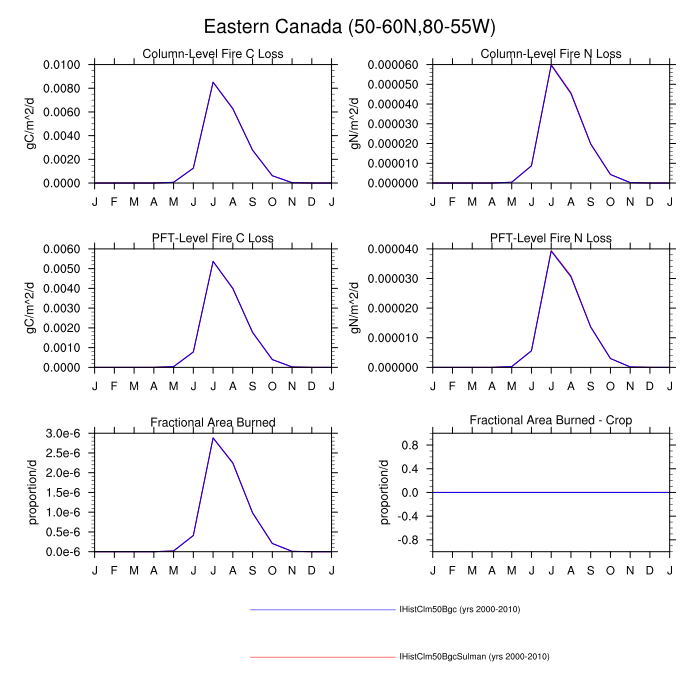 Eastern Canada (50-60N,80-55W)
Column-Level Fire C Loss
gC/m^2/d
0.0100
0.0080
0.0060
0.0040
0.0020
0.0000
J F M A M J J A S O N D J
Column-Level Fire N Loss
gN/m^2/d
0.000060
0.000050
0.000040
0.000030
0.000020
0.000010
0.000000
J F M A M J J A S O N D J
PFT-Level Fire C Loss
gC/m^2/d
0.0060
0.0050
0.0040
0.0030
0.0020
0.0010
0.0000
J F M A M J J A S O N D J
PFT-Level Fire N Loss
gN/m^2/d
0.000040
0.000030
0.000020
0.000010
0.000000
J F M A M J J A S O N D J
Fractional Area Burned
proportion/d
3.0e-6
2.5e-6
2.0e-6
1.5e-6
1.0e-6
0.5e-6
0.0e-6
J F M A M J J A S O N D J
Fractional Area Burned - Crop
proportion/d
0.8
0.4
0.0
-0.4
-0.8
J F M A M J J A S O N D J
IHistClm50Bgc (yrs 2000-2010)
IHistClm50BgcSulman (yrs 2000-2010)